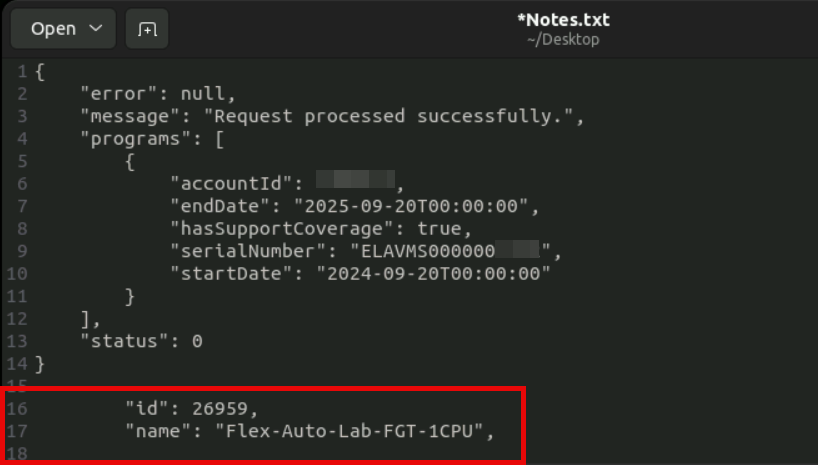 Open
*Notes.txt
~/Desktop
1 {
2     "error": null,
3     "message": "Request processed successfully.",
4     "programs": [
5         {
6             "accountId": ,
7             "endDate": "2025-09-20T00:00:00",
8             "hasSupportCoverage": true,
9             "serialNumber": "ELAVMS000000",
10             "startDate": "2024-09-20T00:00:00"
11         }
12     ],
13     "status": 0
14 }
15
16         "id": 26959,
17         "name": "Flex-Auto-Lab-FGT-1CPU",
18